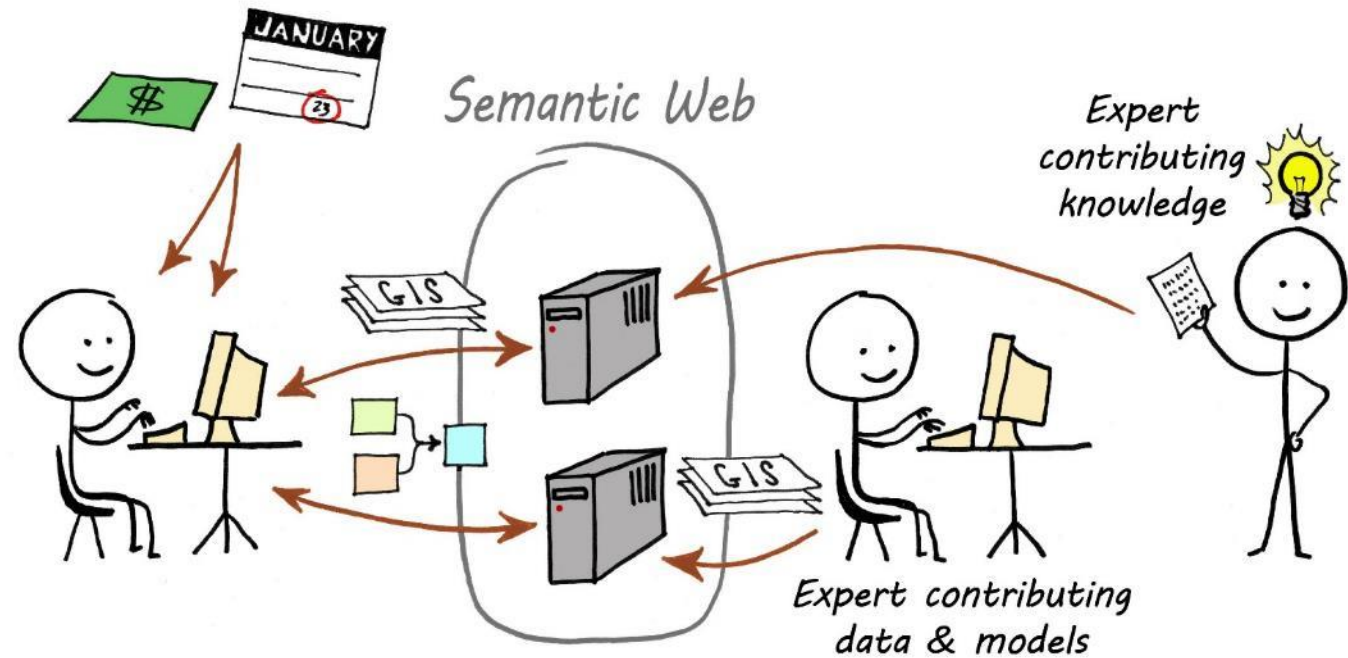 JANUARY
23
$
Semantic Web
Expert
contributing
knowledge
GIS
GIS
Expert contributing
data & models